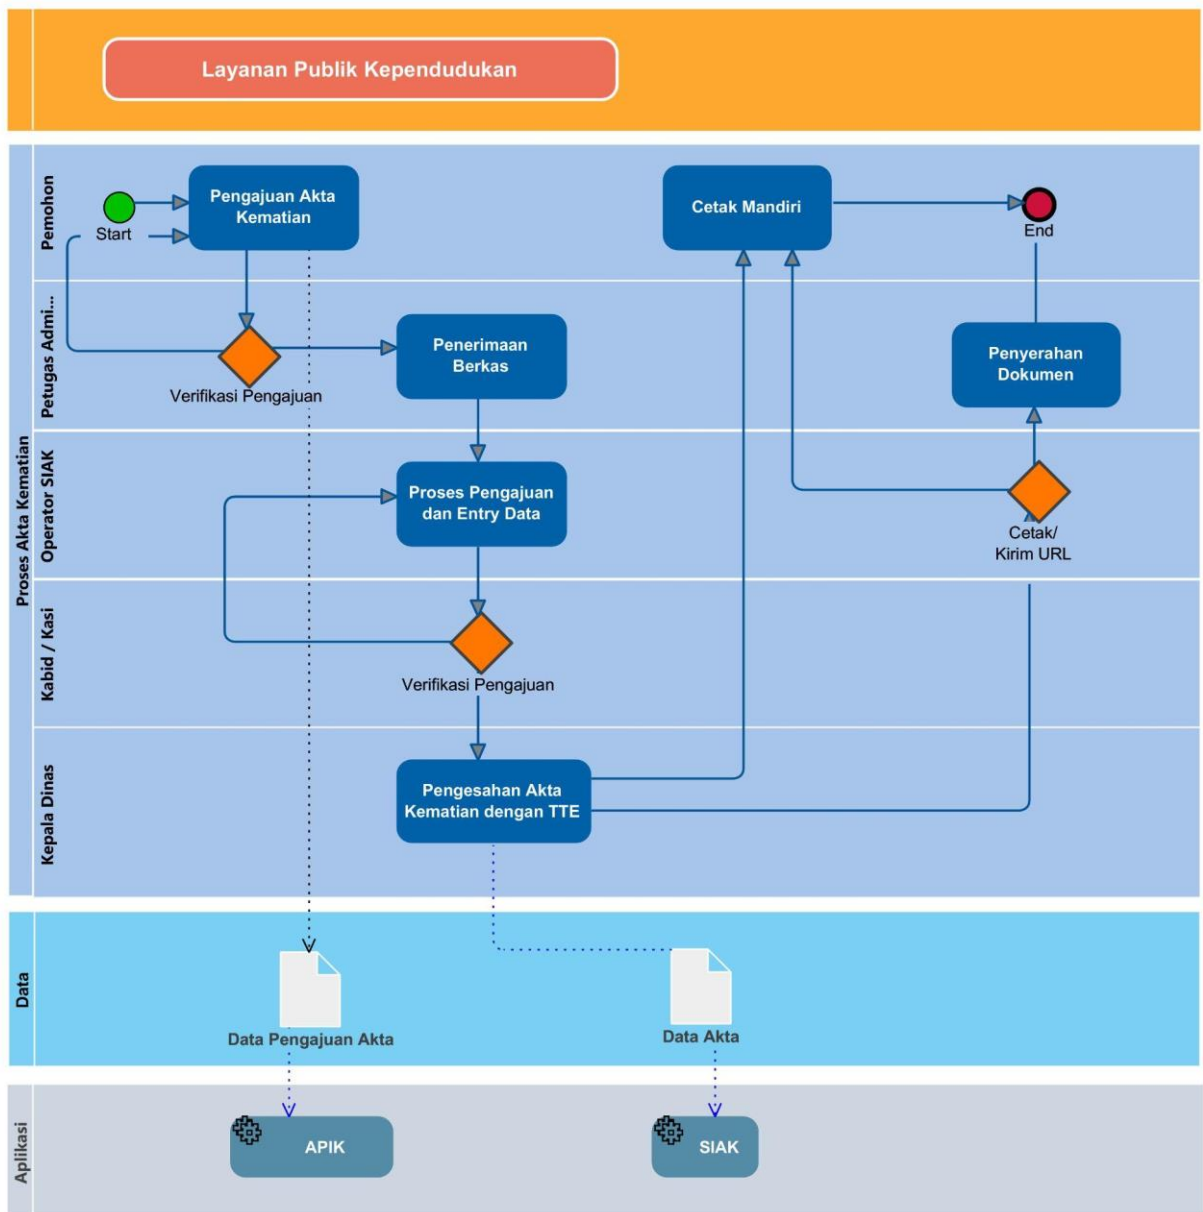 Layanan Publik Kependudukan
Proses Akta Kematian
Pemohon
Start
Pengajuan Akta
Kematian
Cetak Mandiri
End
Petugas Admi...
Verifikasi Pengajuan
Penerimaan
Berkas
Penyerahan
Dokumen
Operator SIAK
Proses Pengajuan
dan Entry Data
Cetak/
Kirim URL
Kabid / Kasi
Verifikasi Pengajuan
Kepala Dinas
Pengesahan Akta
Kematian dengan TTE
Data
Data Pengajuan Akta
Data Akta
Aplikasi
APIK
SIAK